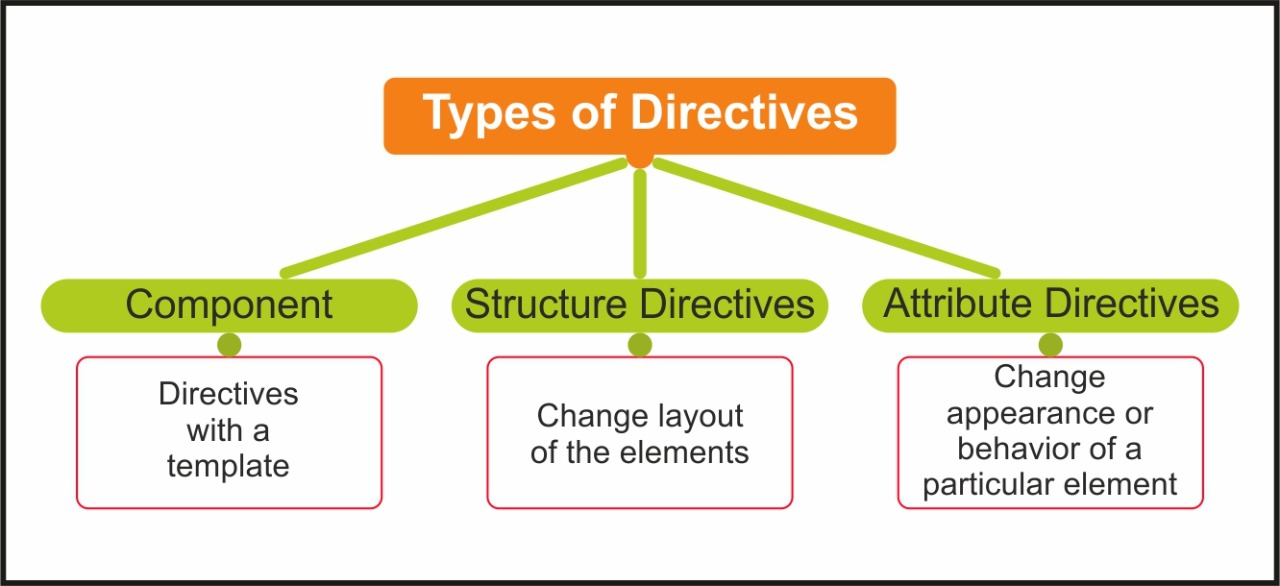 Types of Directives
Component
Structure Directives
Attribute Directives
Directives
with a
template
Change layout
of the elements
Change
appearance or
behavior of a
particular element